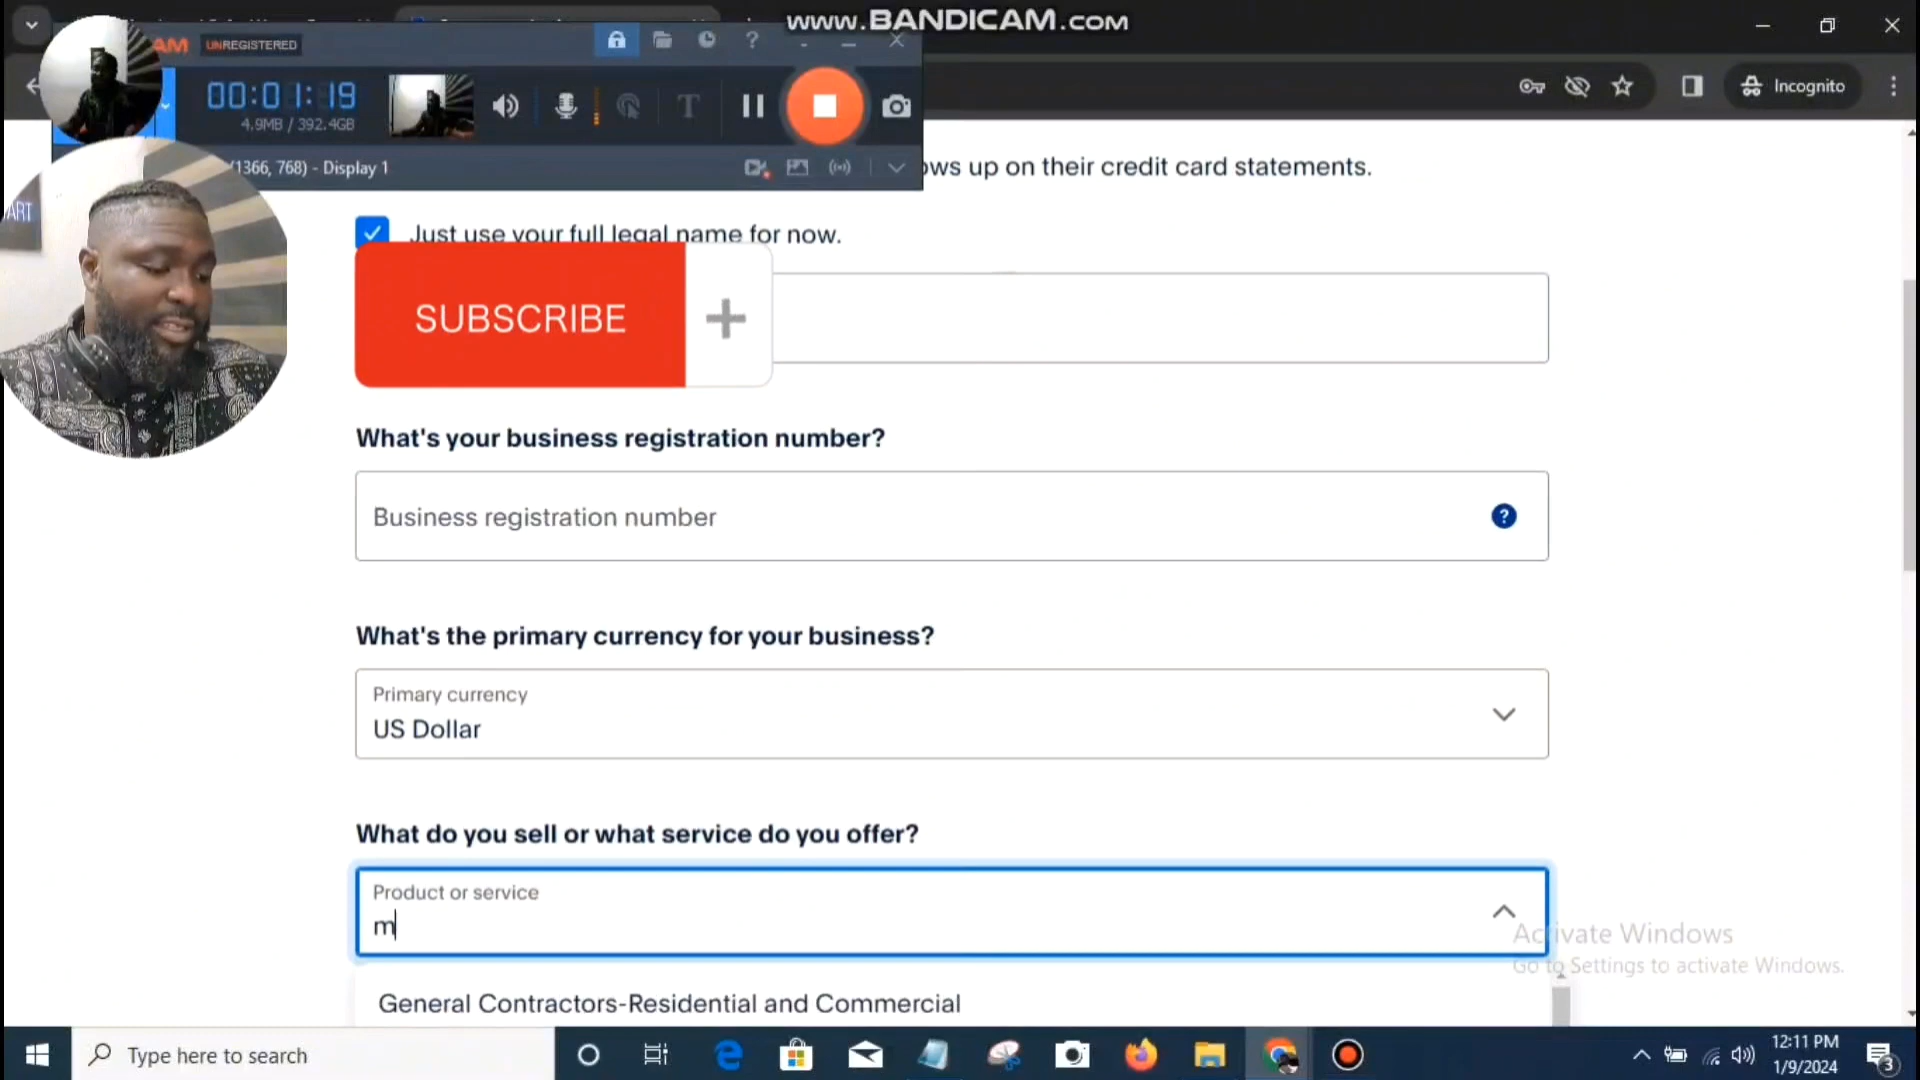 www.BANDICAM.com
AM UNREGISTERED
00:01:19
4.9MB / 392.4GB
T
Incognito
(1366, 768) - Display 1
ows up on their credit card statements.
ART
Just use your full legal name for now.
SUBSCRIBE
What's your business registration number?
Business registration number
What's the primary currency for your business?
Primary currency
US Dollar
What do you sell or what service do you offer?
Product or service
m
Activate Windows
Go to Settings to activate Windows.
General Contractors-Residential and Commercial
Type here to search
12:11 PM
1/9/2024
3